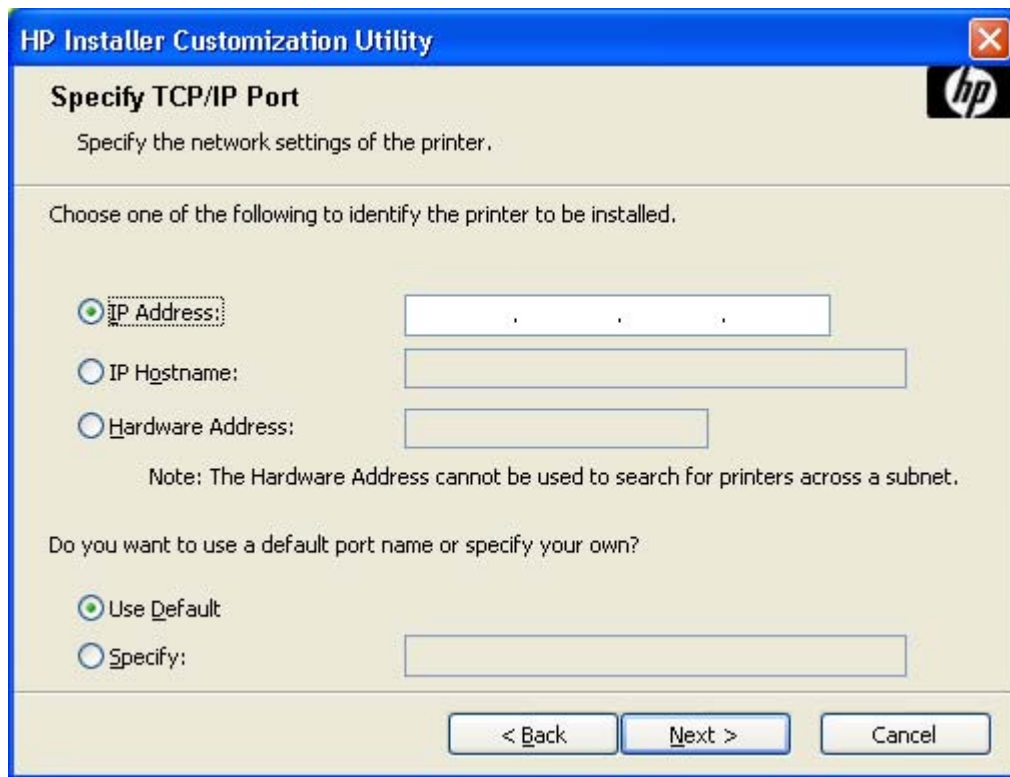 HP Installer Customization Utility
Specify TCP/IP Port
hp
Specify the network settings of the printer.
Choose one of the following to identify the printer to be installed.
IP Address: . . .
IP Hostname:
Hardware Address:
Note: The Hardware Address cannot be used to search for printers across a subnet.
Do you want to use a default port name or specify your own?
Use Default
Specify:
< Back Next > Cancel